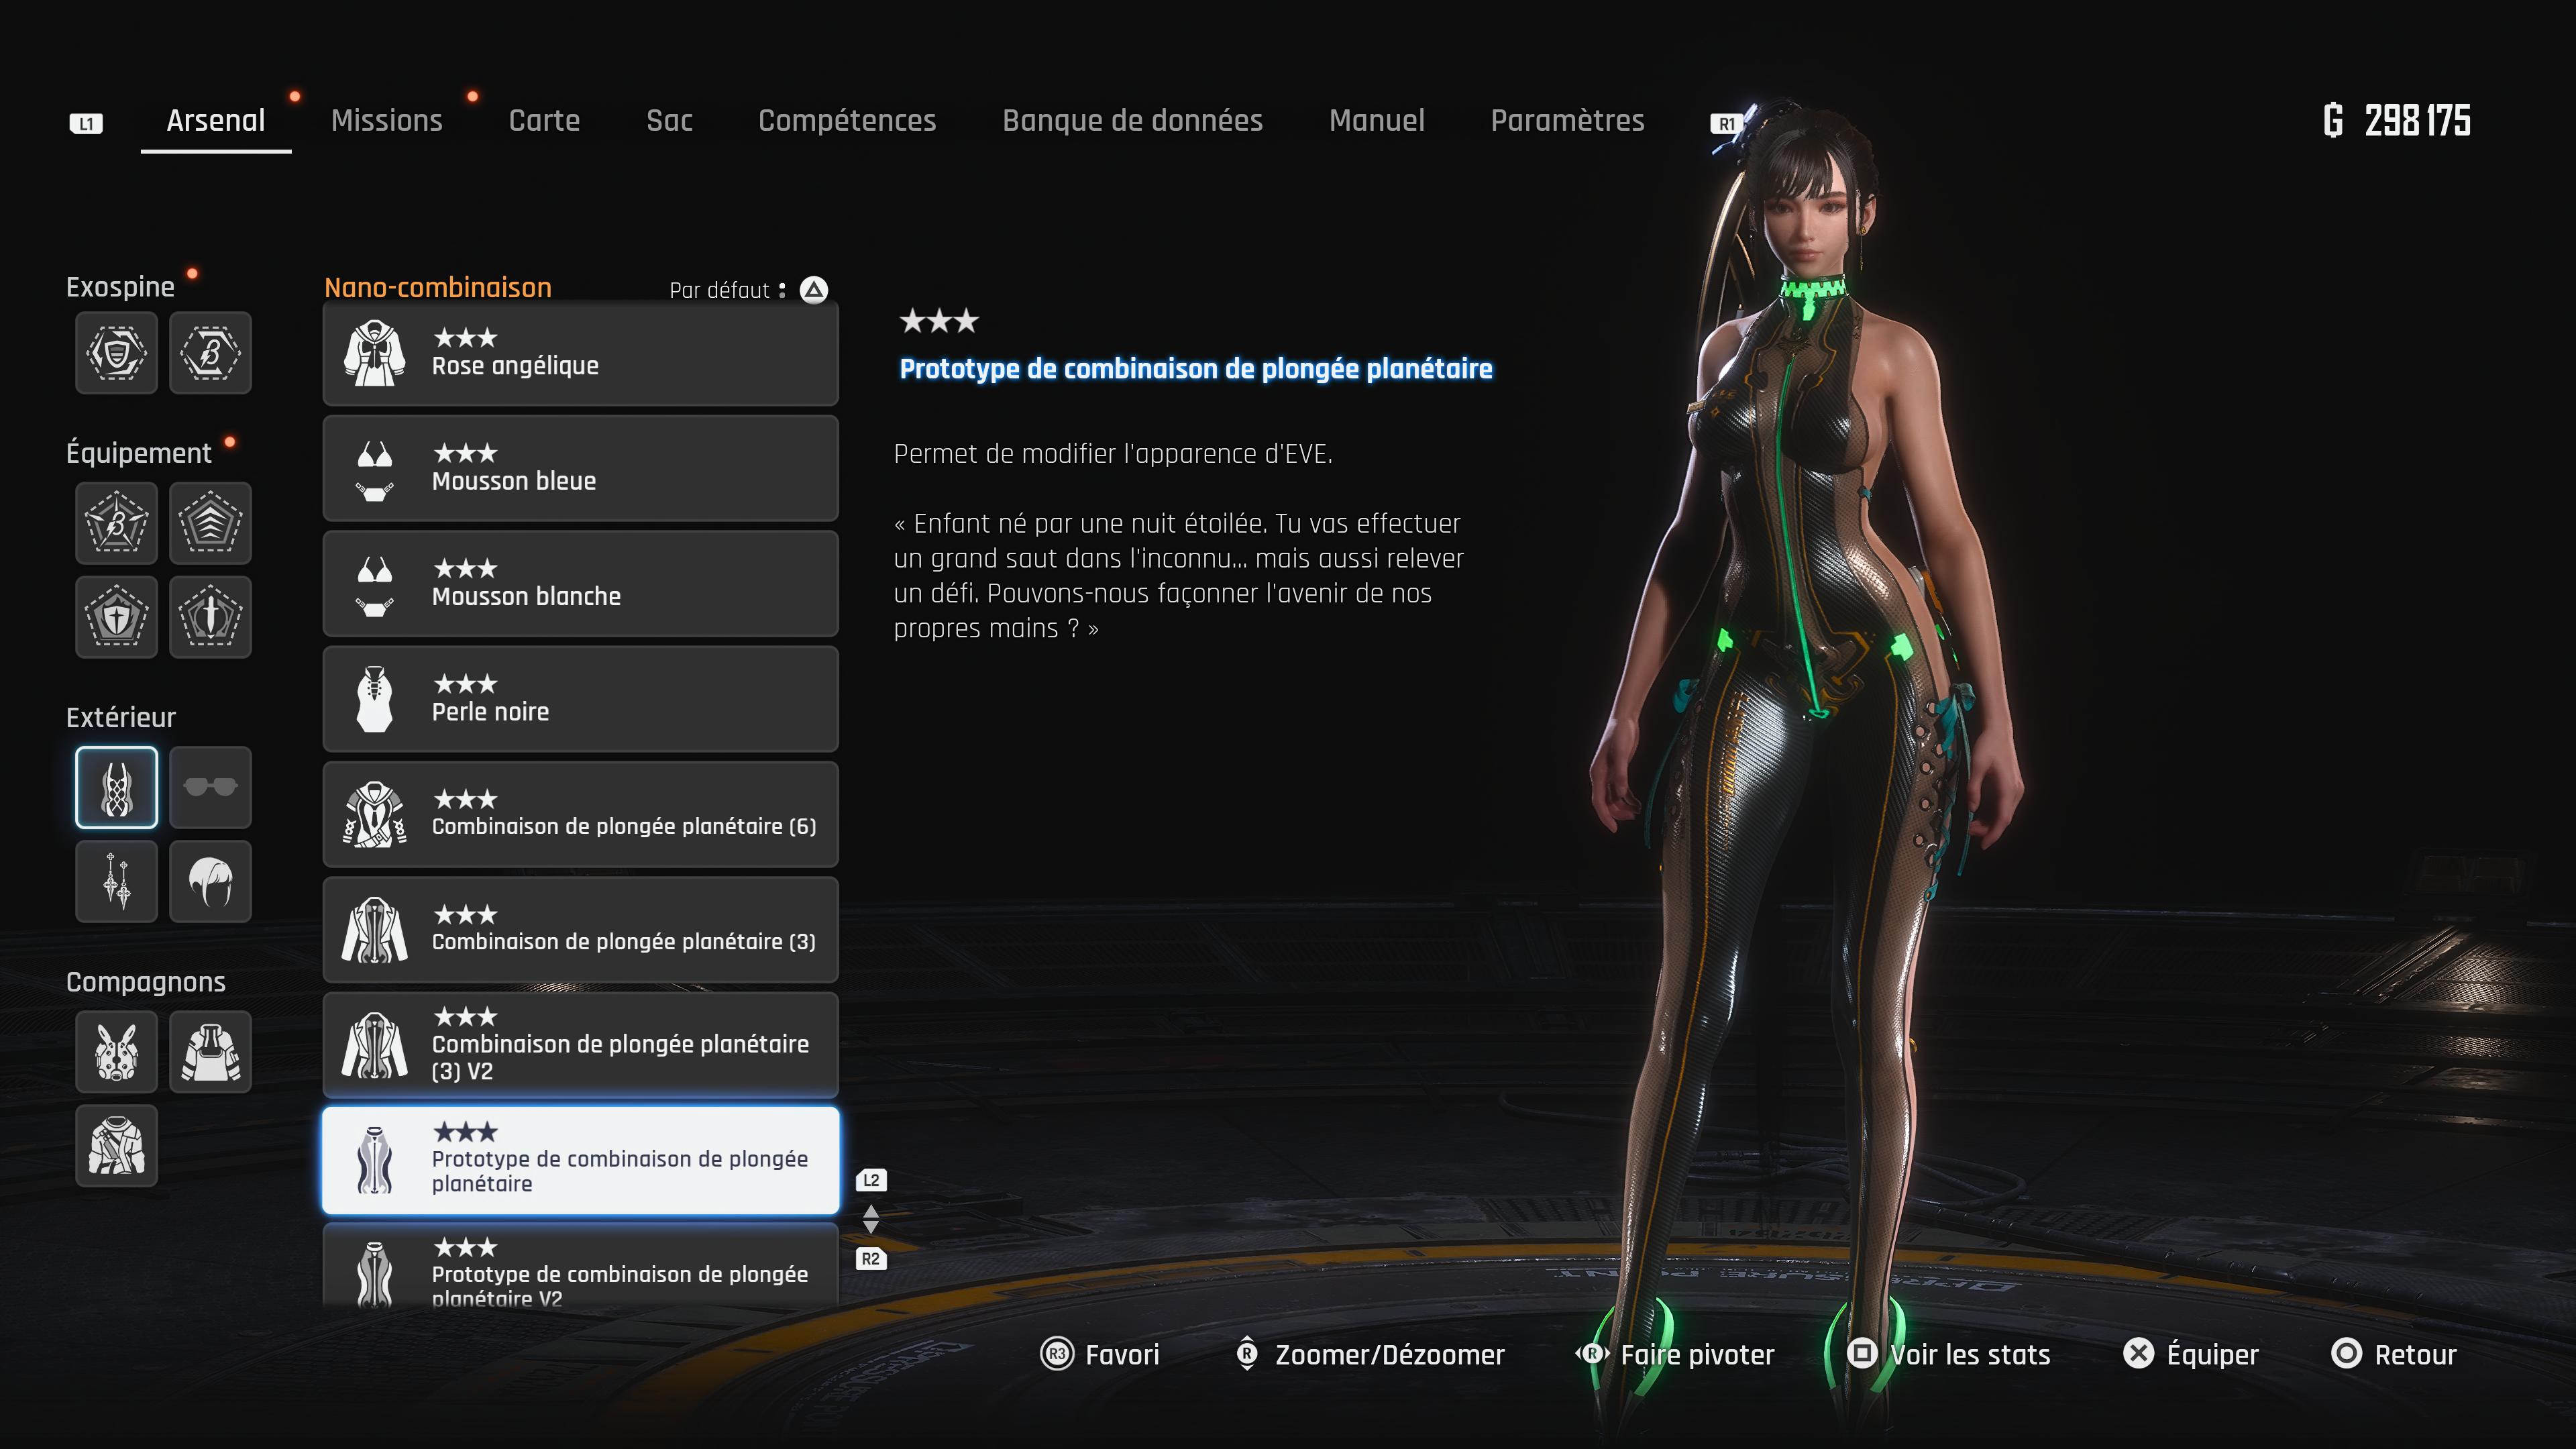 L1
Arsenal
Missions
Carte
Sac
Compétences
Banque de données
Manuel
Paramètres
R1
298 175
Exospine
Équipement
Extérieur
Compagnons
Nano-combinaison
Par défaut :
Rose angélique
Mousson bleue
Mousson blanche
Perle noire
Combinaison de plongée planétaire (6)
Combinaison de plongée planétaire (3)
Combinaison de plongée planétaire
(3) V2
Prototype de combinaison de plongée
planétaire
Prototype de combinaison de plongée
planétaire V2
L2
R2
Prototype de combinaison de plongée planétaire
Permet de modifier l'apparence d'EVE.
« Enfant né par une nuit étoilée. Tu vas effectuer
un grand saut dans l'inconnu... mais aussi relever
un défi. Pouvons-nous façonner l'avenir de nos
propres mains ? »
R3 Favori
R Zoomer/Dézoomer
R Faire pivoter
Voir les stats
Équiper
Retour